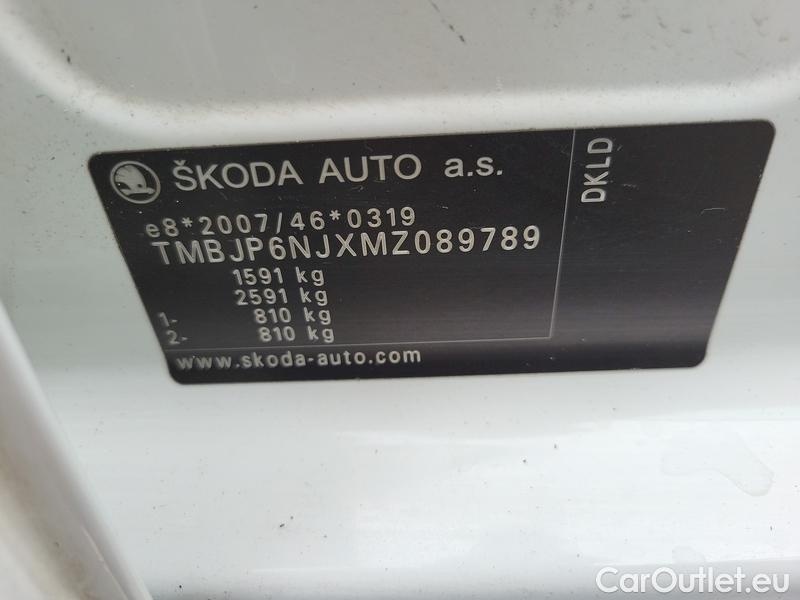 ŠKODA AUTO a.s.
DKLD
e8*2007/46*0319
TMBJP6NJXMZ089789
1591 kg
2591 kg
1- 810 kg
2- 810 kg
www.skoda-auto.com
CarOutlet.eu